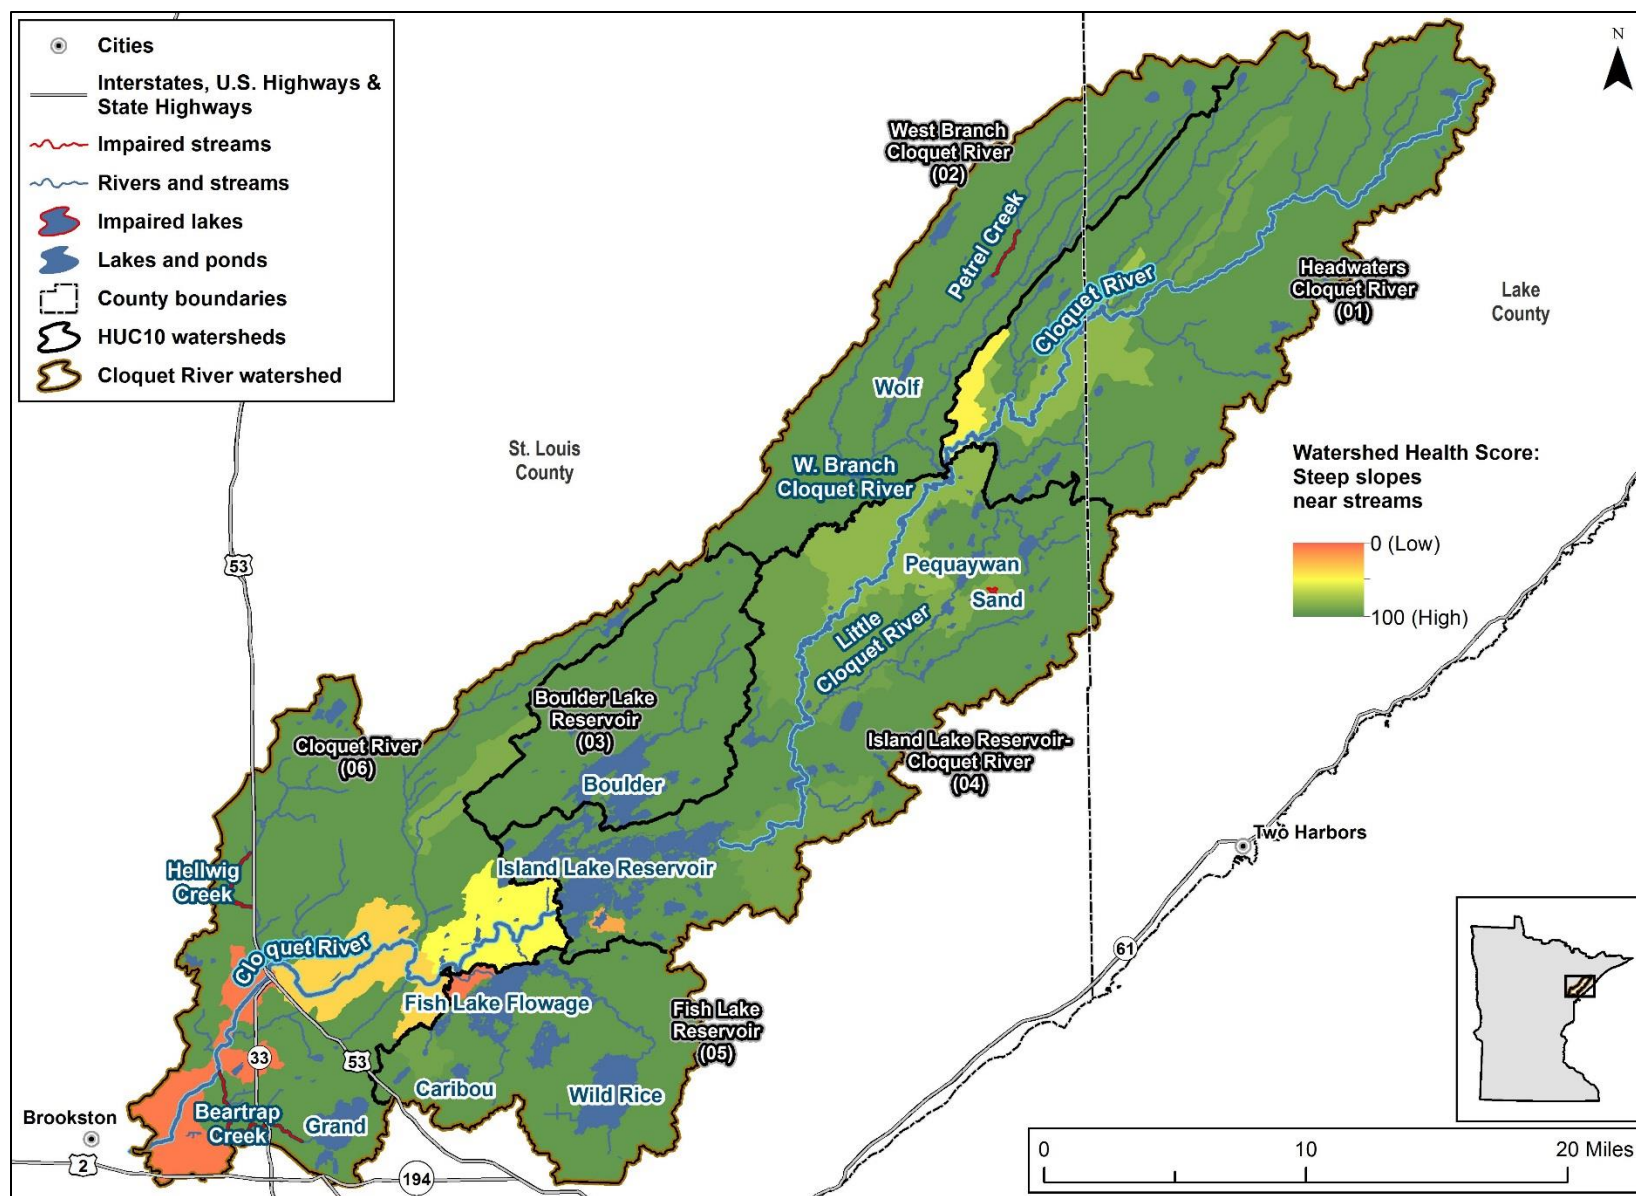 Cities
Interstates, U.S. Highways &
State Highways
Impaired streams
Rivers and streams
Impaired lakes
Lakes and ponds
County boundaries
HUC10 watersheds
Cloquet River watershed
N
West Branch
Cloquet River
(02)
Petrel Creek
Cloquet River
Headwaters
Cloquet River
(01)
Lake
County
Wolf
St. Louis
County
W. Branch
Cloquet River
Watershed Health Score:
Steep slopes
near streams
0 (Low)
100 (High)
53
Pequaywan
Sand
Little
Cloquet River
Boulder Lake
Reservoir
(03)
Cloquet River
(06)
Island Lake Reservoir-
Cloquet River
(04)
Boulder
Two Harbors
Island Lake Reservoir
Hellwig
Creek
Cloquet River
61
Fish Lake Flowage
Fish Lake
Reservoir
(05)
33
53
Caribou
Wild Rice
Brookston
Beartrap
Creek
Grand
2
194
0
10
20 Miles